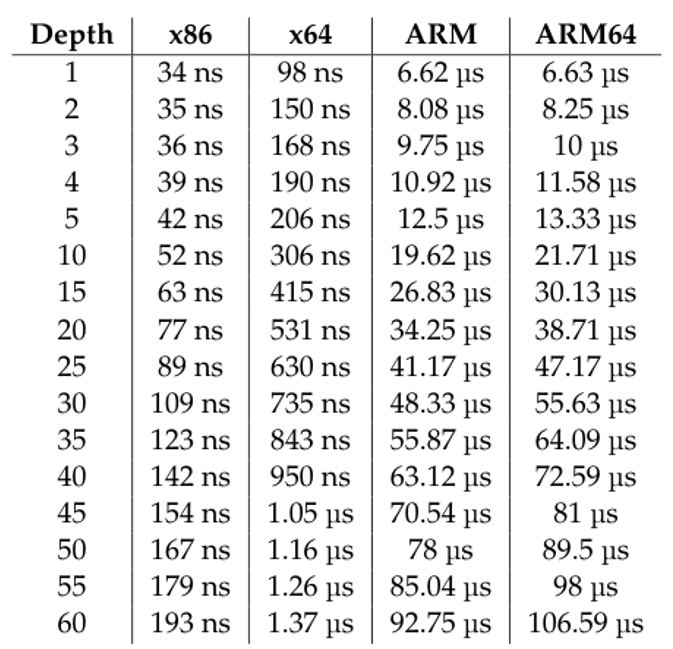 Depth x86 x64 ARM ARM64
1 34 ns 98 ns 6.62 µs 6.63 µs
2 35 ns 150 ns 8.08 µs 8.25 µs
3 36 ns 168 ns 9.75 µs 10 µs
4 39 ns 190 ns 10.92 µs 11.58 µs
5 42 ns 206 ns 12.5 µs 13.33 µs
10 52 ns 306 ns 19.62 µs 21.71 µs
15 63 ns 415 ns 26.83 µs 30.13 µs
20 77 ns 531 ns 34.25 µs 38.71 µs
25 89 ns 630 ns 41.17 µs 47.17 µs
30 109 ns 735 ns 48.33 µs 55.63 µs
35 123 ns 843 ns 55.87 µs 64.09 µs
40 142 ns 950 ns 63.12 µs 72.59 µs
45 154 ns 1.05 µs 70.54 µs 81 µs
50 167 ns 1.16 µs 78 µs 89.5 µs
55 179 ns 1.26 µs 85.04 µs 98 µs
60 193 ns 1.37 µs 92.75 µs 106.59 µs